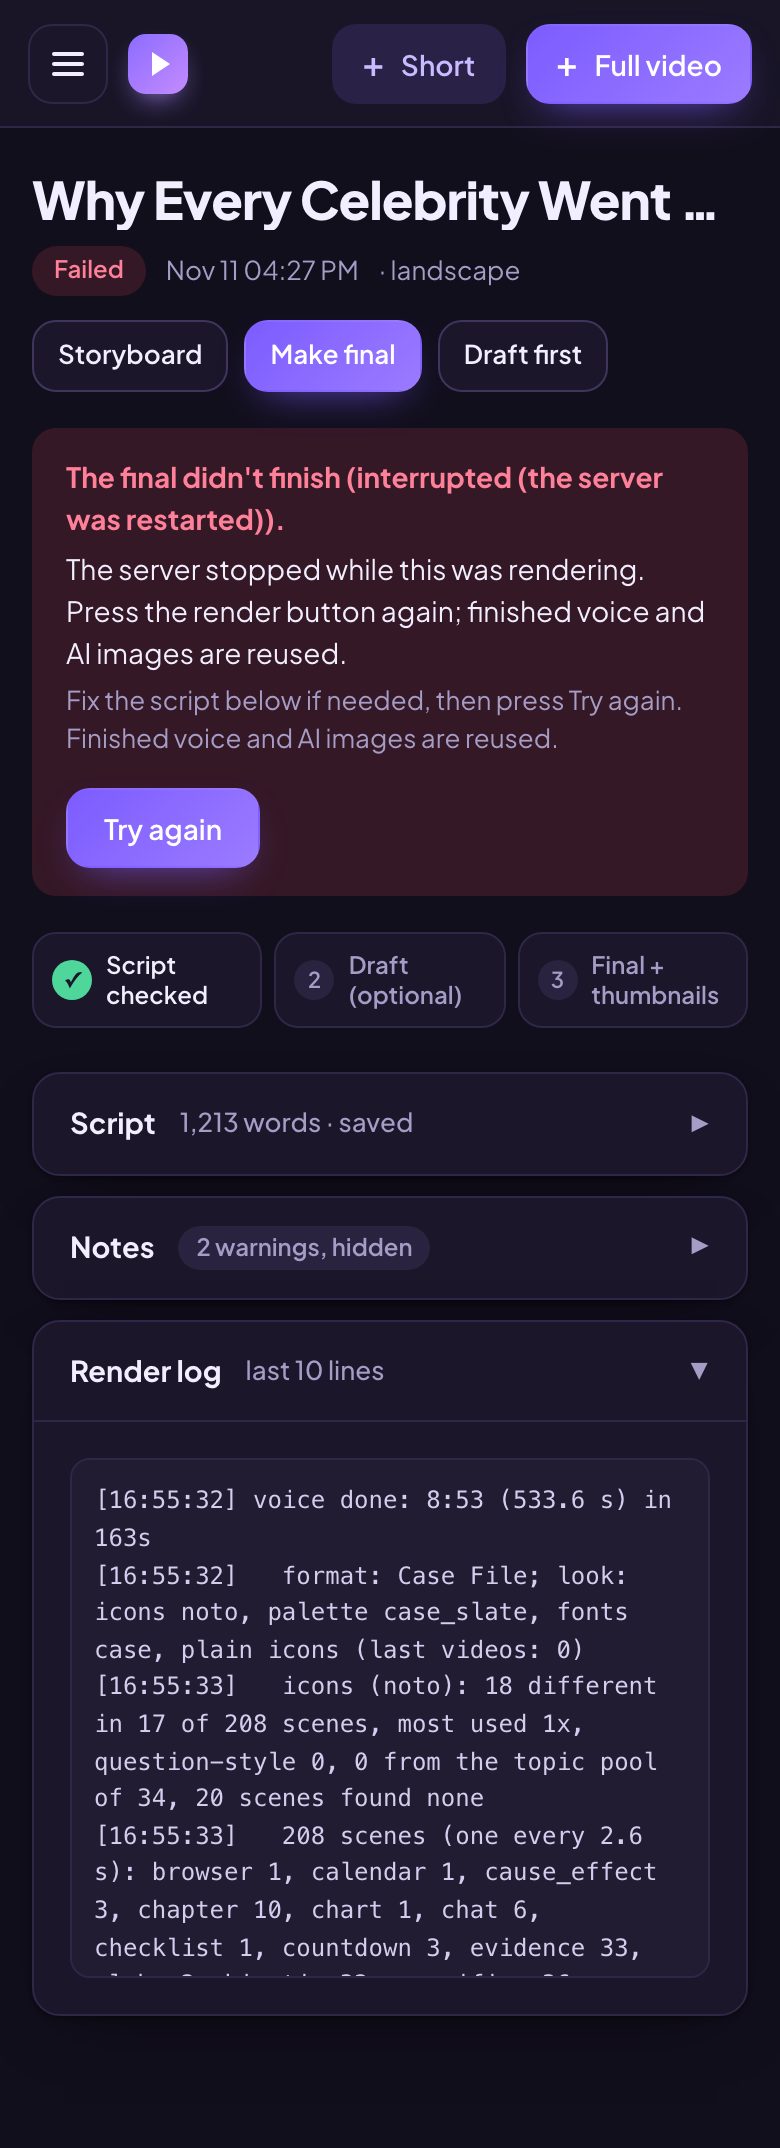 + Short
+ Full video
Why Every Celebrity Went ...
Failed
Nov 11 04:27 PM · landscape
Storyboard
Make final
Draft first
The final didn't finish (interrupted (the server
was restarted)).
The server stopped while this was rendering.
Press the render button again; finished voice and
AI images are reused.
Fix the script below if needed, then press Try again.
Finished voice and AI images are reused.
Try again
Script
checked
2
Draft
(optional)
3
Final +
thumbnails
Script 1,213 words · saved
Notes 2 warnings, hidden
Render log last 10 lines
[16:55:32] voice done: 8:53 (533.6 s) in
163s
[16:55:32]   format: Case File; look:
icons noto, palette case_slate, fonts
case, plain icons (last videos: 0)
[16:55:33]   icons (noto): 18 different
in 17 of 208 scenes, most used 1x,
question-style 0, 0 from the topic pool
of 34, 20 scenes found none
[16:55:33]   208 scenes (one every 2.6
s): browser 1, calendar 1, cause_effect
3, chapter 10, chart 1, chat 6,
checklist 1, countdown 3, evidence 33,